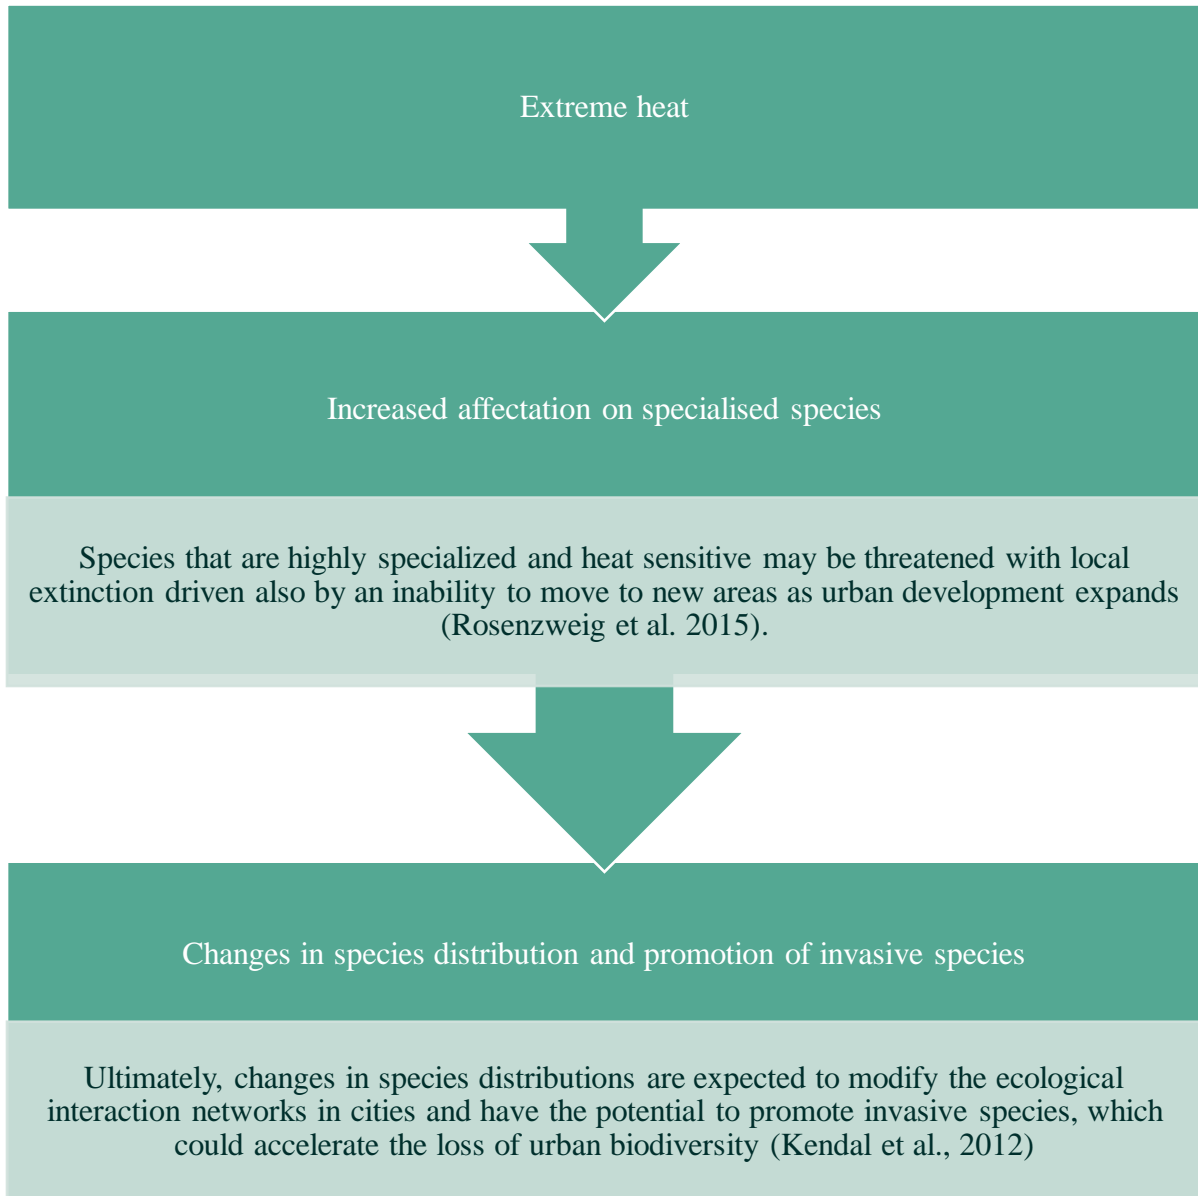 Extreme heat
Increased affectation on specialised species
Species that are highly specialized and heat sensitive may be threatened with local
extinction driven also by an inability to move to new areas as urban development expands
(Rosenzweig et al. 2015).
Changes in species distribution and promotion of invasive species
Ultimately, changes in species distributions are expected to modify the ecological
interaction networks in cities and have the potential to promote invasive species, which
could accelerate the loss of urban biodiversity (Kendal et al., 2012)